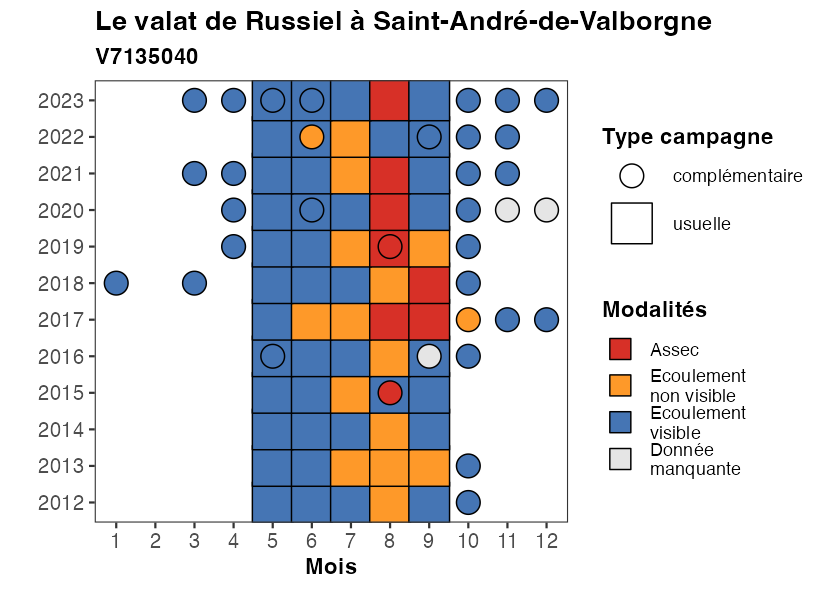 Le valat de Russiel à Saint-André-de-Valborgne
V7135040
2023
2022
2021
2020
2019
2018
2017
2016
2015
2014
2013
2012
1 2 3 4 5 6 7 8 9 10 11 12
Mois
Type campagne
complémentaire
usuelle
Modalités
Assec
Ecoulement
non visible
Ecoulement
visible
Donnée
manquante